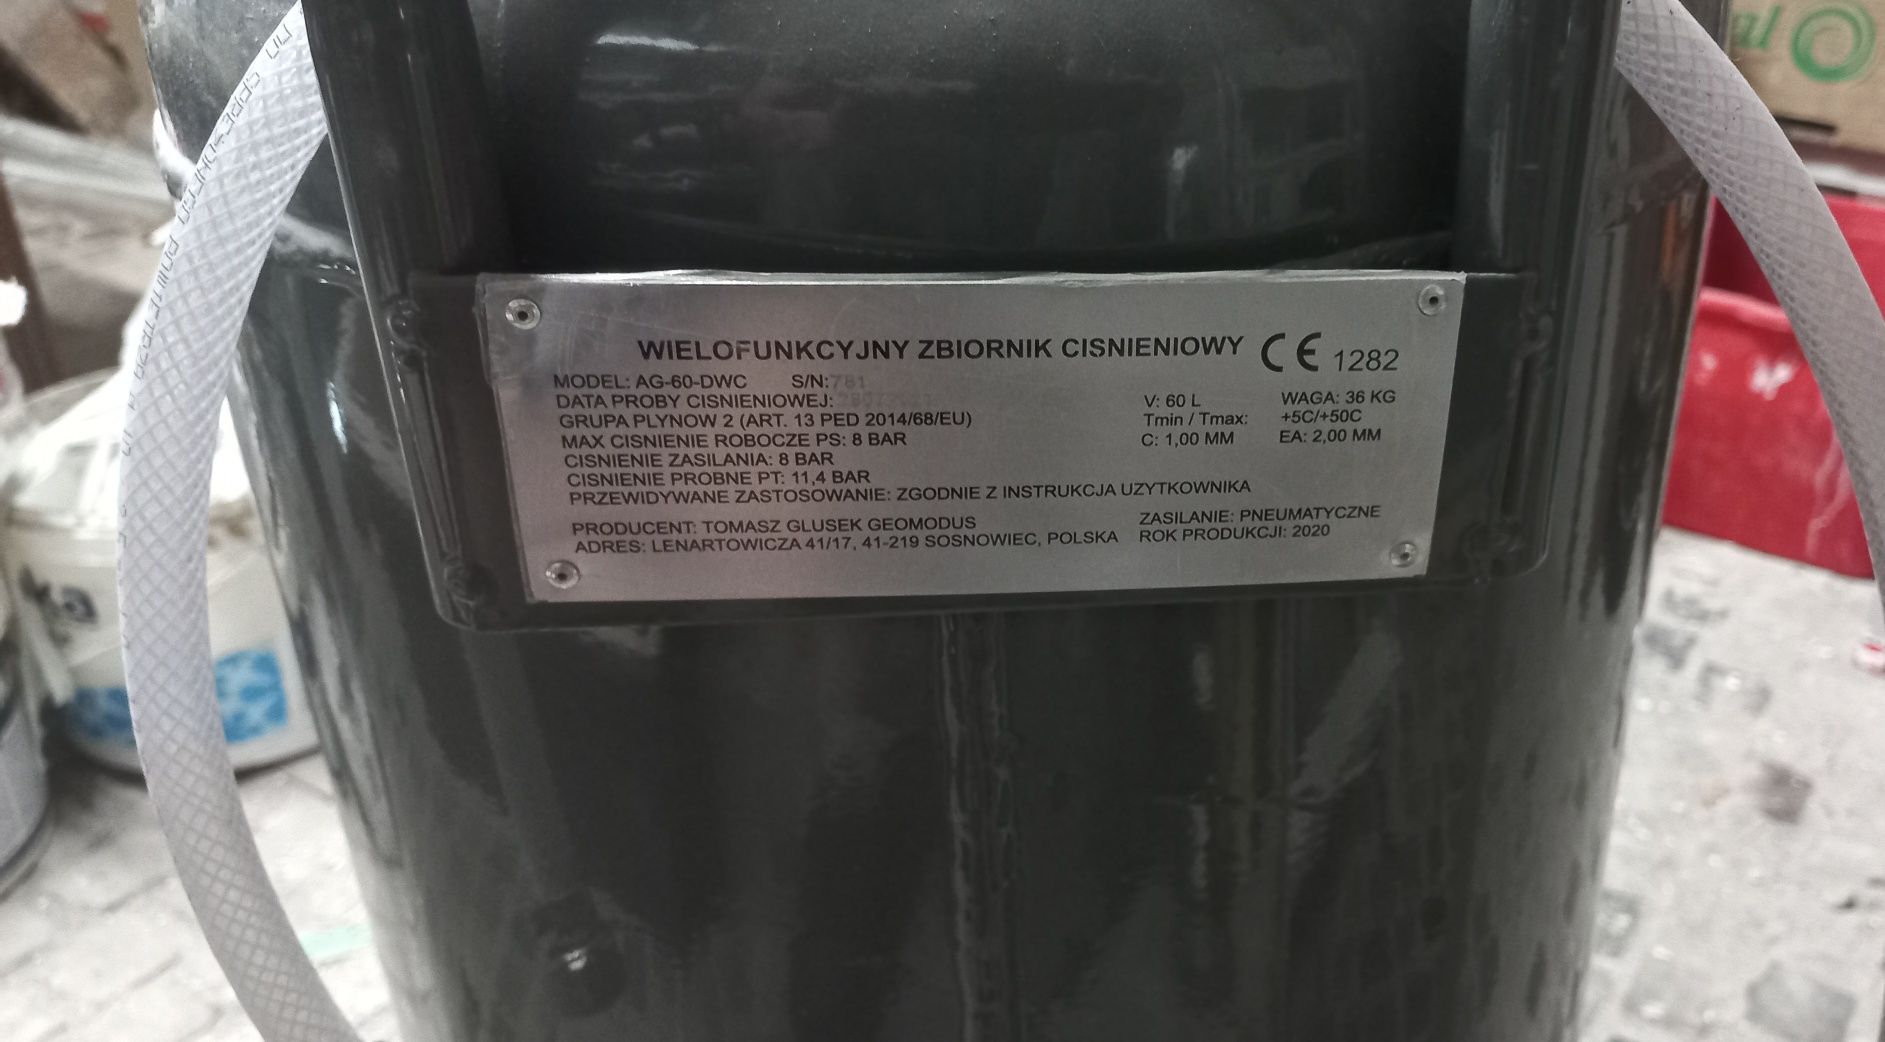 WIELOFUNKCYJNY ZBIORNIK CISNIENIOWY CE 1282
MODEL: AG-60-DWC S/N: 781
DATA PROBY CISNIENIOWEJ:
V: 60 L WAGA: 36 KG
GRUPA PLYNOW 2 (ART. 13 PED 2014/68/EU)
Tmin / Tmax: +5C/+50C
MAX CISNIENIE ROBOCZE PS: 8 BAR
C: 1,00 MM EA: 2,00 MM
CISNIENIE ZASILANIA: 8 BAR
CISNIENIE PROBNE PT: 11,4 BAR
PRZEWIDYWANE ZASTOSOWANIE: ZGODNIE Z INSTRUKCJA UZYTKOWNIKA
PRODUCENT: TOMASZ GLUSEK GEOMODUS
ZASILANIE: PNEUMATYCZNE
ADRES: LENARTOWICZA 41/17, 41-219 SOSNOWIEC, POLSKA
ROK PRODUKCJI: 2020